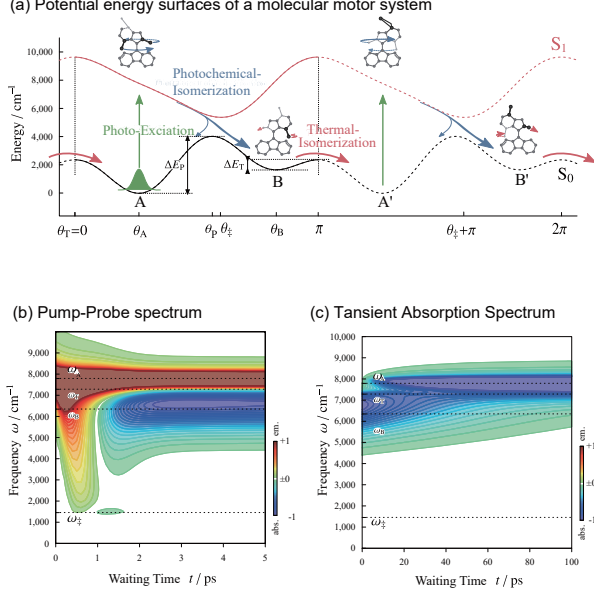 (a) Potential energy surfaces of a molecular motor system
Energy / cm⁻¹
10,000
8,000
6,000
4,000
2,000
0
S₁
Photochemical-
Isomerization
Photo-Exciation
Thermal-
Isomerization
ΔE_P
ΔE_T
A
B
A'
B'
S₀
θ_T=0
θ_A
θ_P
θ_‡
θ_B
π
θ_‡+π
2π
(b) Pump-Probe spectrum
Frequency ω / cm⁻¹
9,000
8,000
7,000
6,000
5,000
4,000
3,000
2,000
1,000
0
ω_A
ω_B
ω_‡
em.
+1
±0
-1
abs.
0
1
2
3
4
5
Waiting Time t / ps
(c) Tansient Absorption Spectrum
Frequency ω / cm⁻¹
10,000
9,000
8,000
7,000
6,000
5,000
4,000
3,000
2,000
1,000
0
ω_A
ω_B
ω_‡
em.
+1
±0
-1
abs.
0
20
40
60
80
100
Waiting Time t / ps